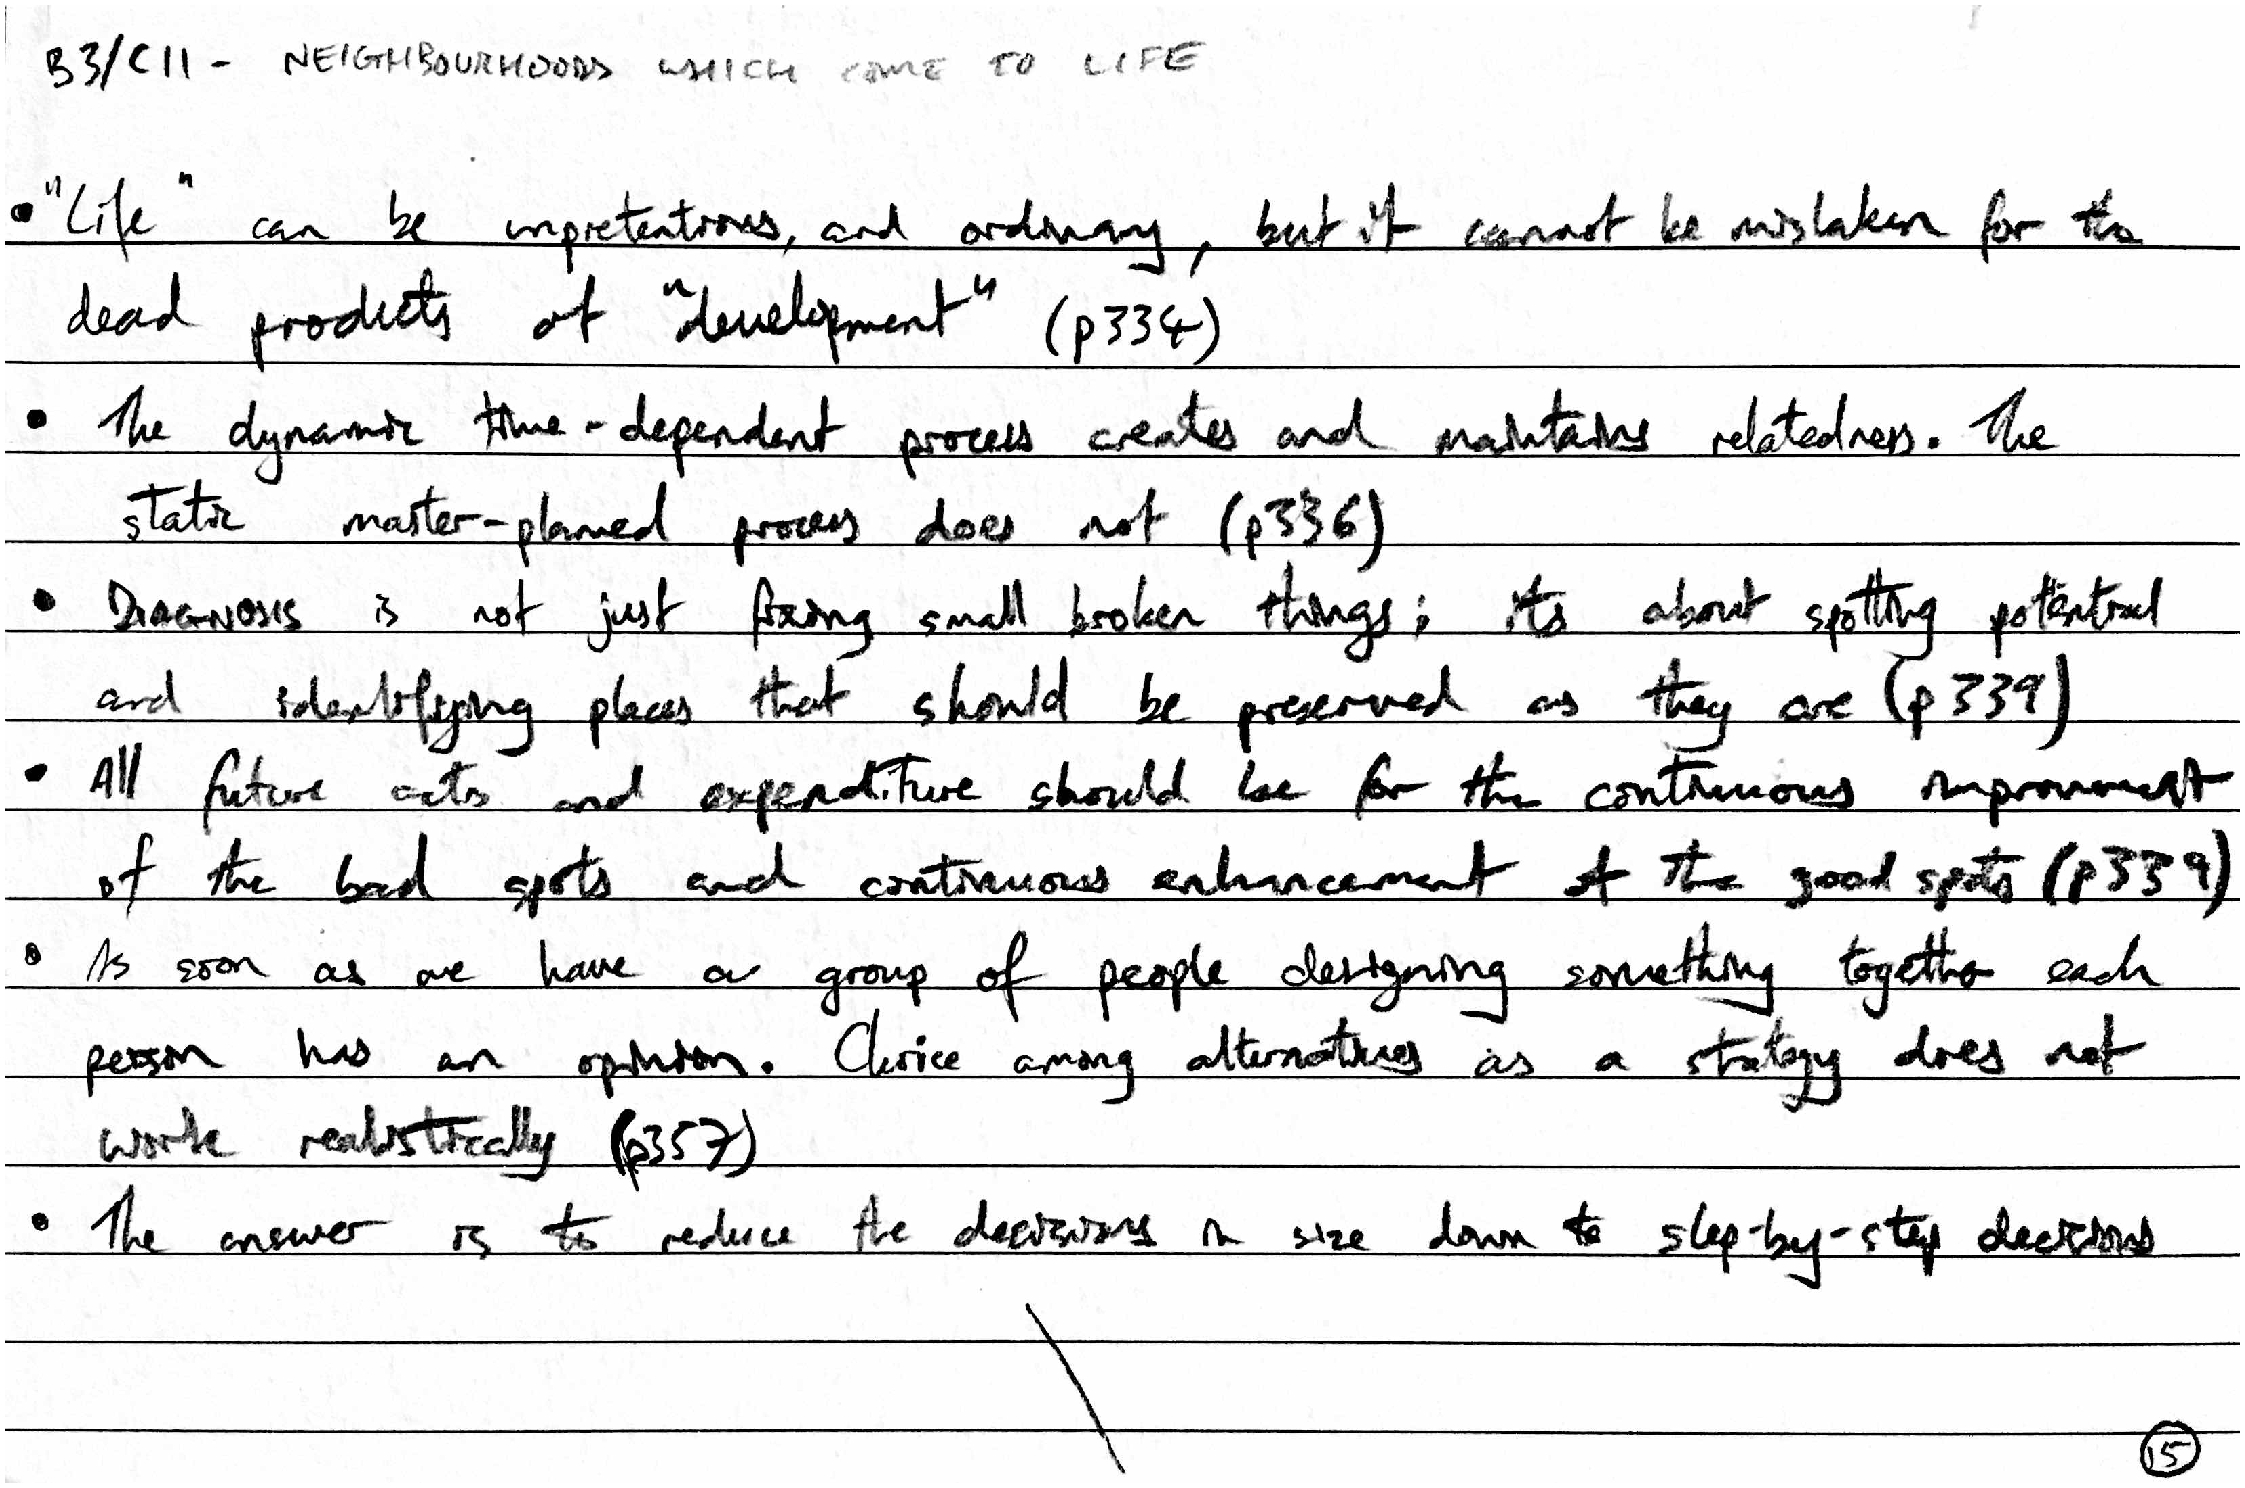 B3/C11 - NEIGHBOURHOODS WHICH COME TO LIFE
• "Life" can be unpretentious, and ordinary, but it cannot be mistaken for the
dead products of "development" (p334)
• The dynamic time-dependent process creates and maintains relatedness. The
static master-planned process does not (p336)
• DIAGNOSIS is not just fixing small broken things; its about spotting potential
and identifying places that should be preserved as they are (p339)
• All future acts and expenditure should be for the continuous improvement
of the bad spots and continuous enhancement of the good spots (p339)
• As soon as we have a group of people designing something together each
person has an opinion. Choice among alternatives as a strategy does not
work realistically (p357)
• The answer is to reduce the decisions in size down to step-by-step decisions
15